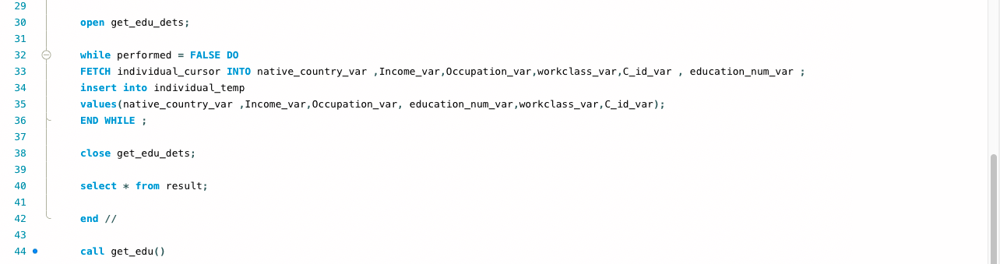 29
30 open get_edu_dets;
31
32 while performed = FALSE DO
33 FETCH individual_cursor INTO native_country_var ,Income_var,Occupation_var,workclass_var,C_id_var , education_num_var ;
34 insert into individual_temp
35 values(native_country_var ,Income_var,Occupation_var, education_num_var,workclass_var,C_id_var);
36 END WHILE ;
37
38 close get_edu_dets;
39
40 select * from result;
41
42 end //
43
44 call get_edu()